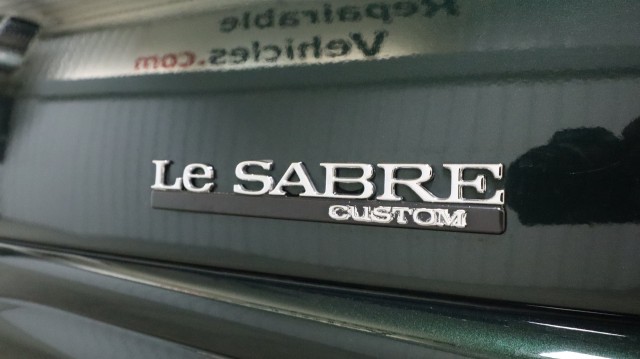 Repairable
Vehicles.com
Le SABRE
CUSTOM